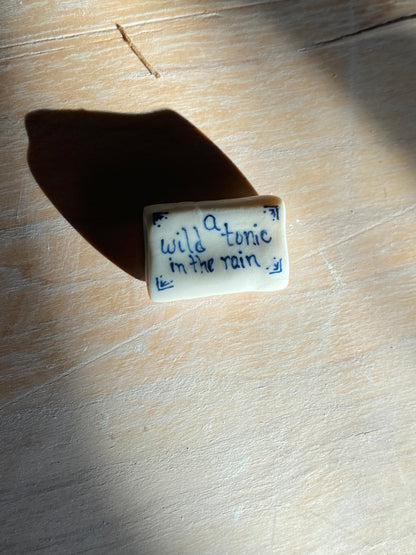 a
wild tonic
in the rain